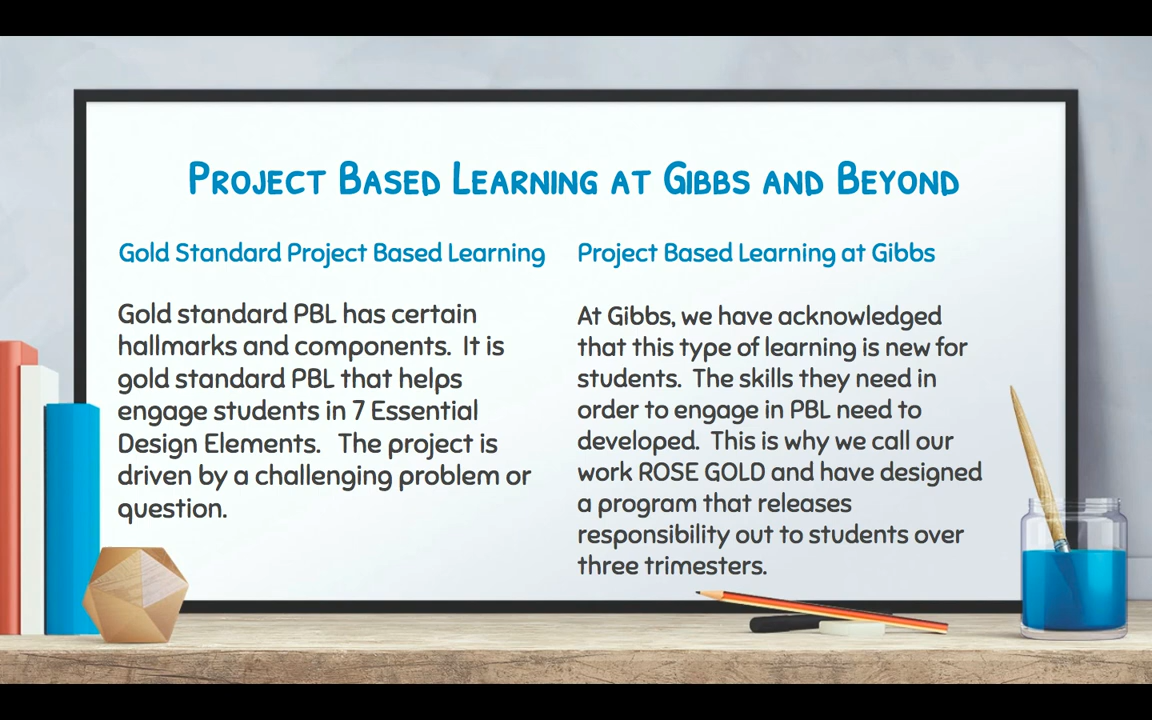 Project Based Learning at Gibbs and Beyond
Gold Standard Project Based Learning
Gold standard PBL has certain
hallmarks and components. It is
gold standard PBL that helps
engage students in 7 Essential
Design Elements. The project is
driven by a challenging problem or
question.
Project Based Learning at Gibbs
At Gibbs, we have acknowledged
that this type of learning is new for
students. The skills they need in
order to engage in PBL need to
developed. This is why we call our
work ROSE GOLD and have designed
a program that releases
responsibility out to students over
three trimesters.